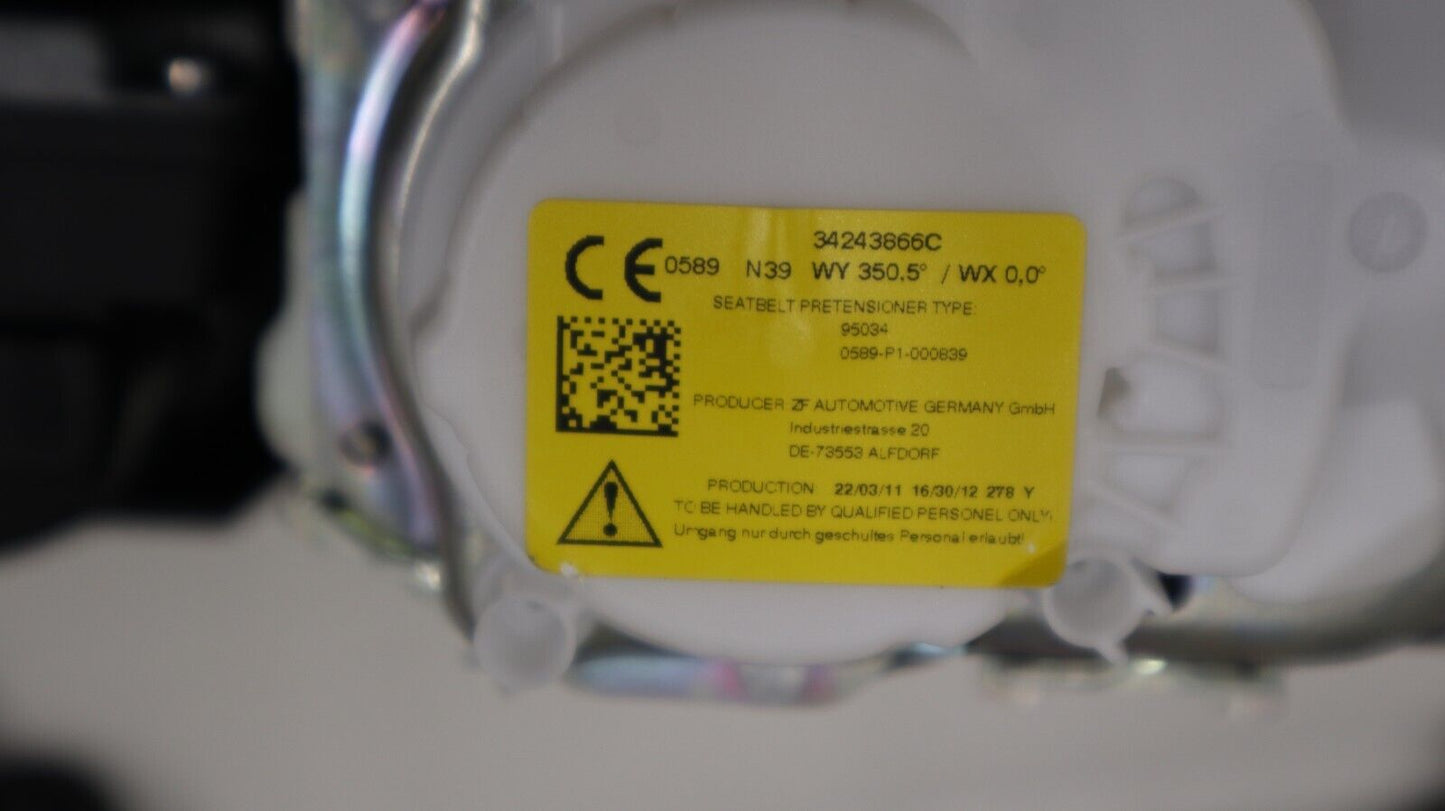 34243866C
CE 0589 N39 WY 350,5° / WX 0,0°
SEATBELT PRETENSIONER TYPE:
95034
0589-P1-000839
PRODUCER: ZF AUTOMOTIVE GERMANY GmbH
Industriestrasse 20
DE-73553 ALFDORF
PRODUCTION: 22/03/11 16/30/12 278 Y
TO BE HANDLED BY QUALIFIED PERSONEL ONLY!
Umgang nur durch geschultes Personal erlaubt!